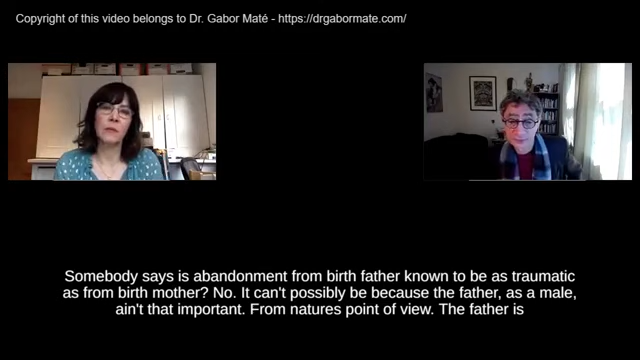 Copyright of this video belongs to Dr. Gabor Maté - https://drgabormate.com/
Somebody says is abandonment from birth father known to be as traumatic
as from birth mother? No. It can't possibly be because the father, as a male,
ain't that important. From natures point of view. The father is